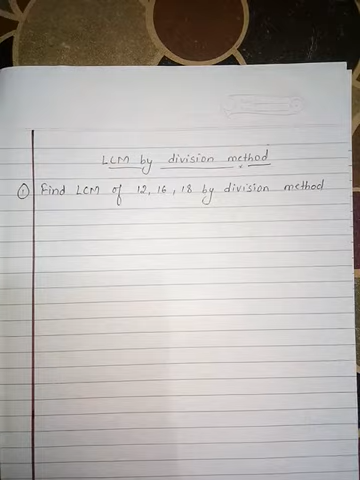 LCM by division method
① Find LCM of 12, 16, 18 by division method